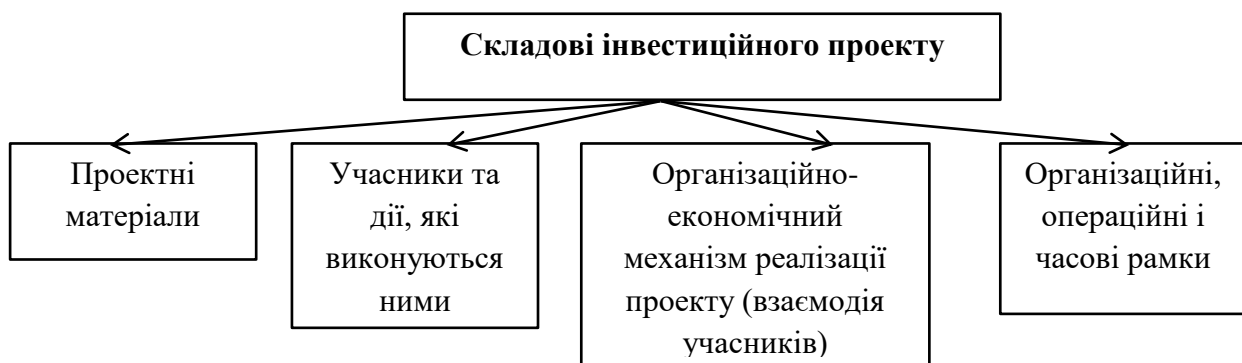 Складові інвестиційного проекту
Проектні
матеріали
Учасники та
дії, які
виконуються
ними
Організаційно-
економічний
механізм реалізації
проекту (взаємодія
учасників)
Організаційні,
операційні і
часові рамки